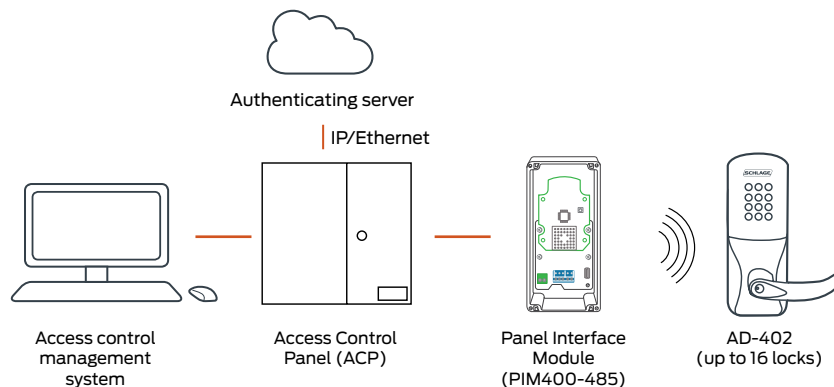 Authenticating server
IP/Ethernet
SCHLAGE
Access control
management
system
Access Control
Panel (ACP)
Panel Interface
Module
(PIM400-485)
AD-402
(up to 16 locks)